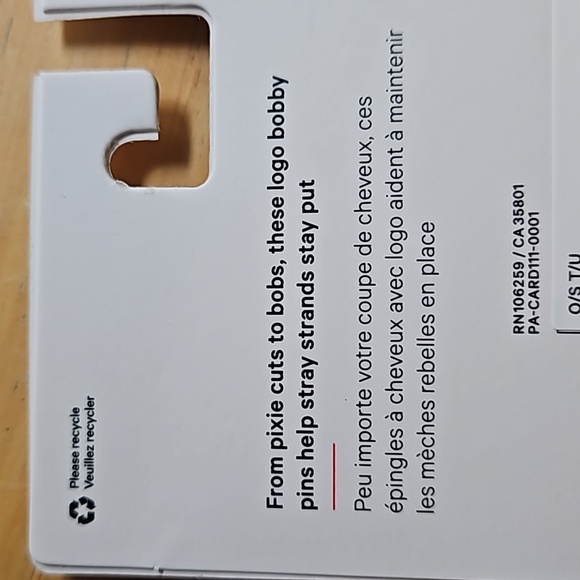 Please recycle
Veuillez recycler
From pixie cuts to bobs, these logo bobby
pins help stray strands stay put
Peu importe votre coupe de cheveux, ces
épingles à cheveux avec logo aident à maintenir
les mèches rebelles en place
RN106259 / CA35801
PA-CARD111-0001
O/S T/U